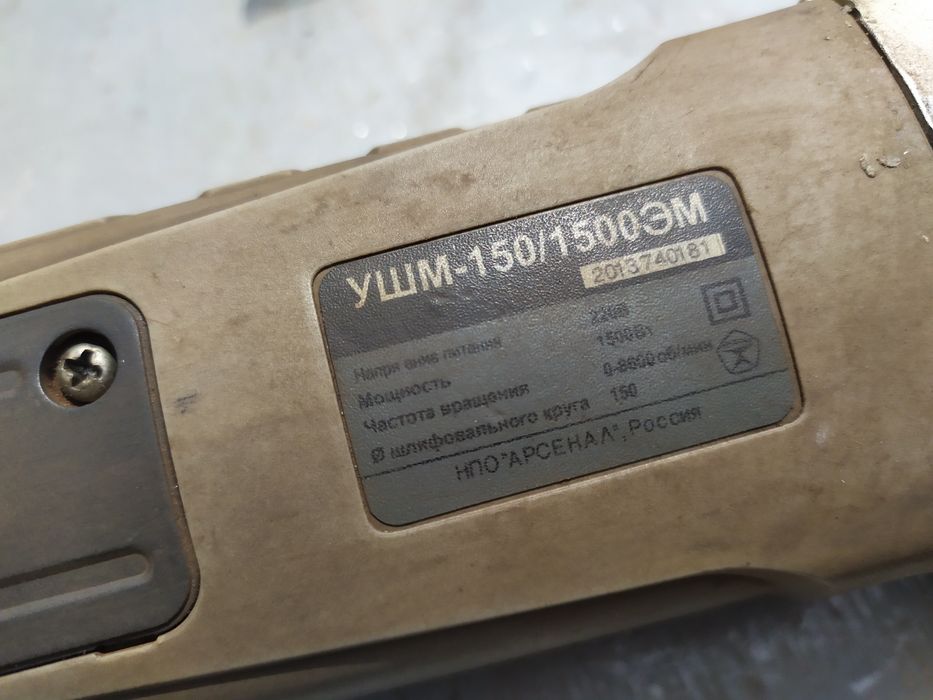 УШМ-150/1500ЭМ
2013740181
Напряжение питания 220В
Мощность 1500Вт
Частота вращения 0-8600 об/мин
Ø шлифовального круга 150
НПО "АРСЕНАЛ", Россия